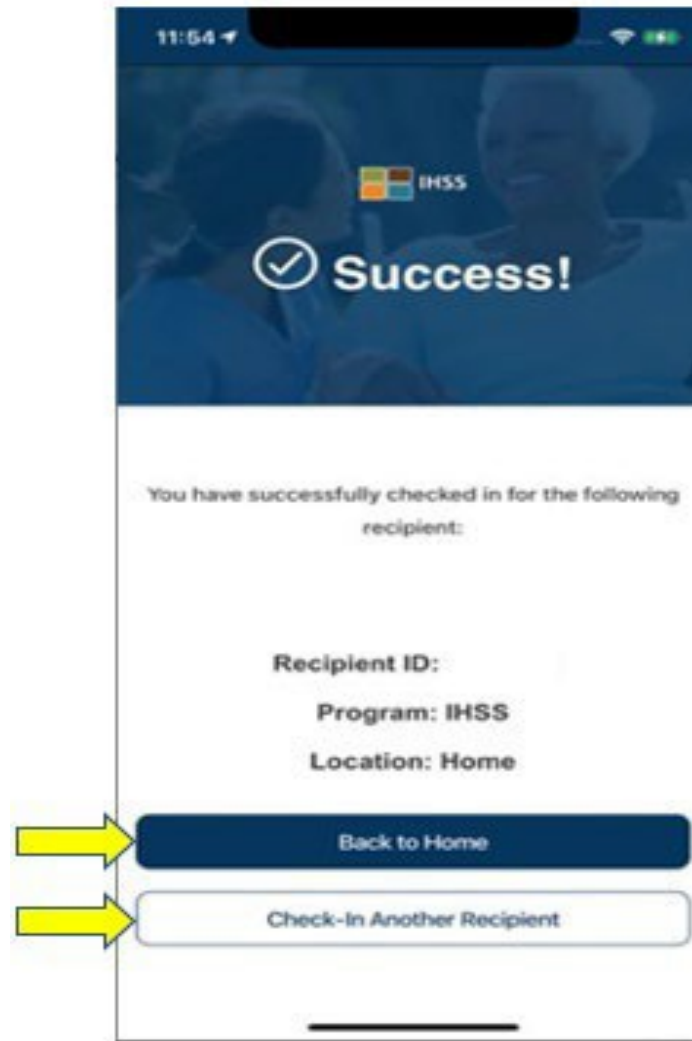 11:54
IHSS
Success!
You have successfully checked in for the following
recipient:
Recipient ID:
Program: IHSS
Location: Home
Back to Home
Check-In Another Recipient